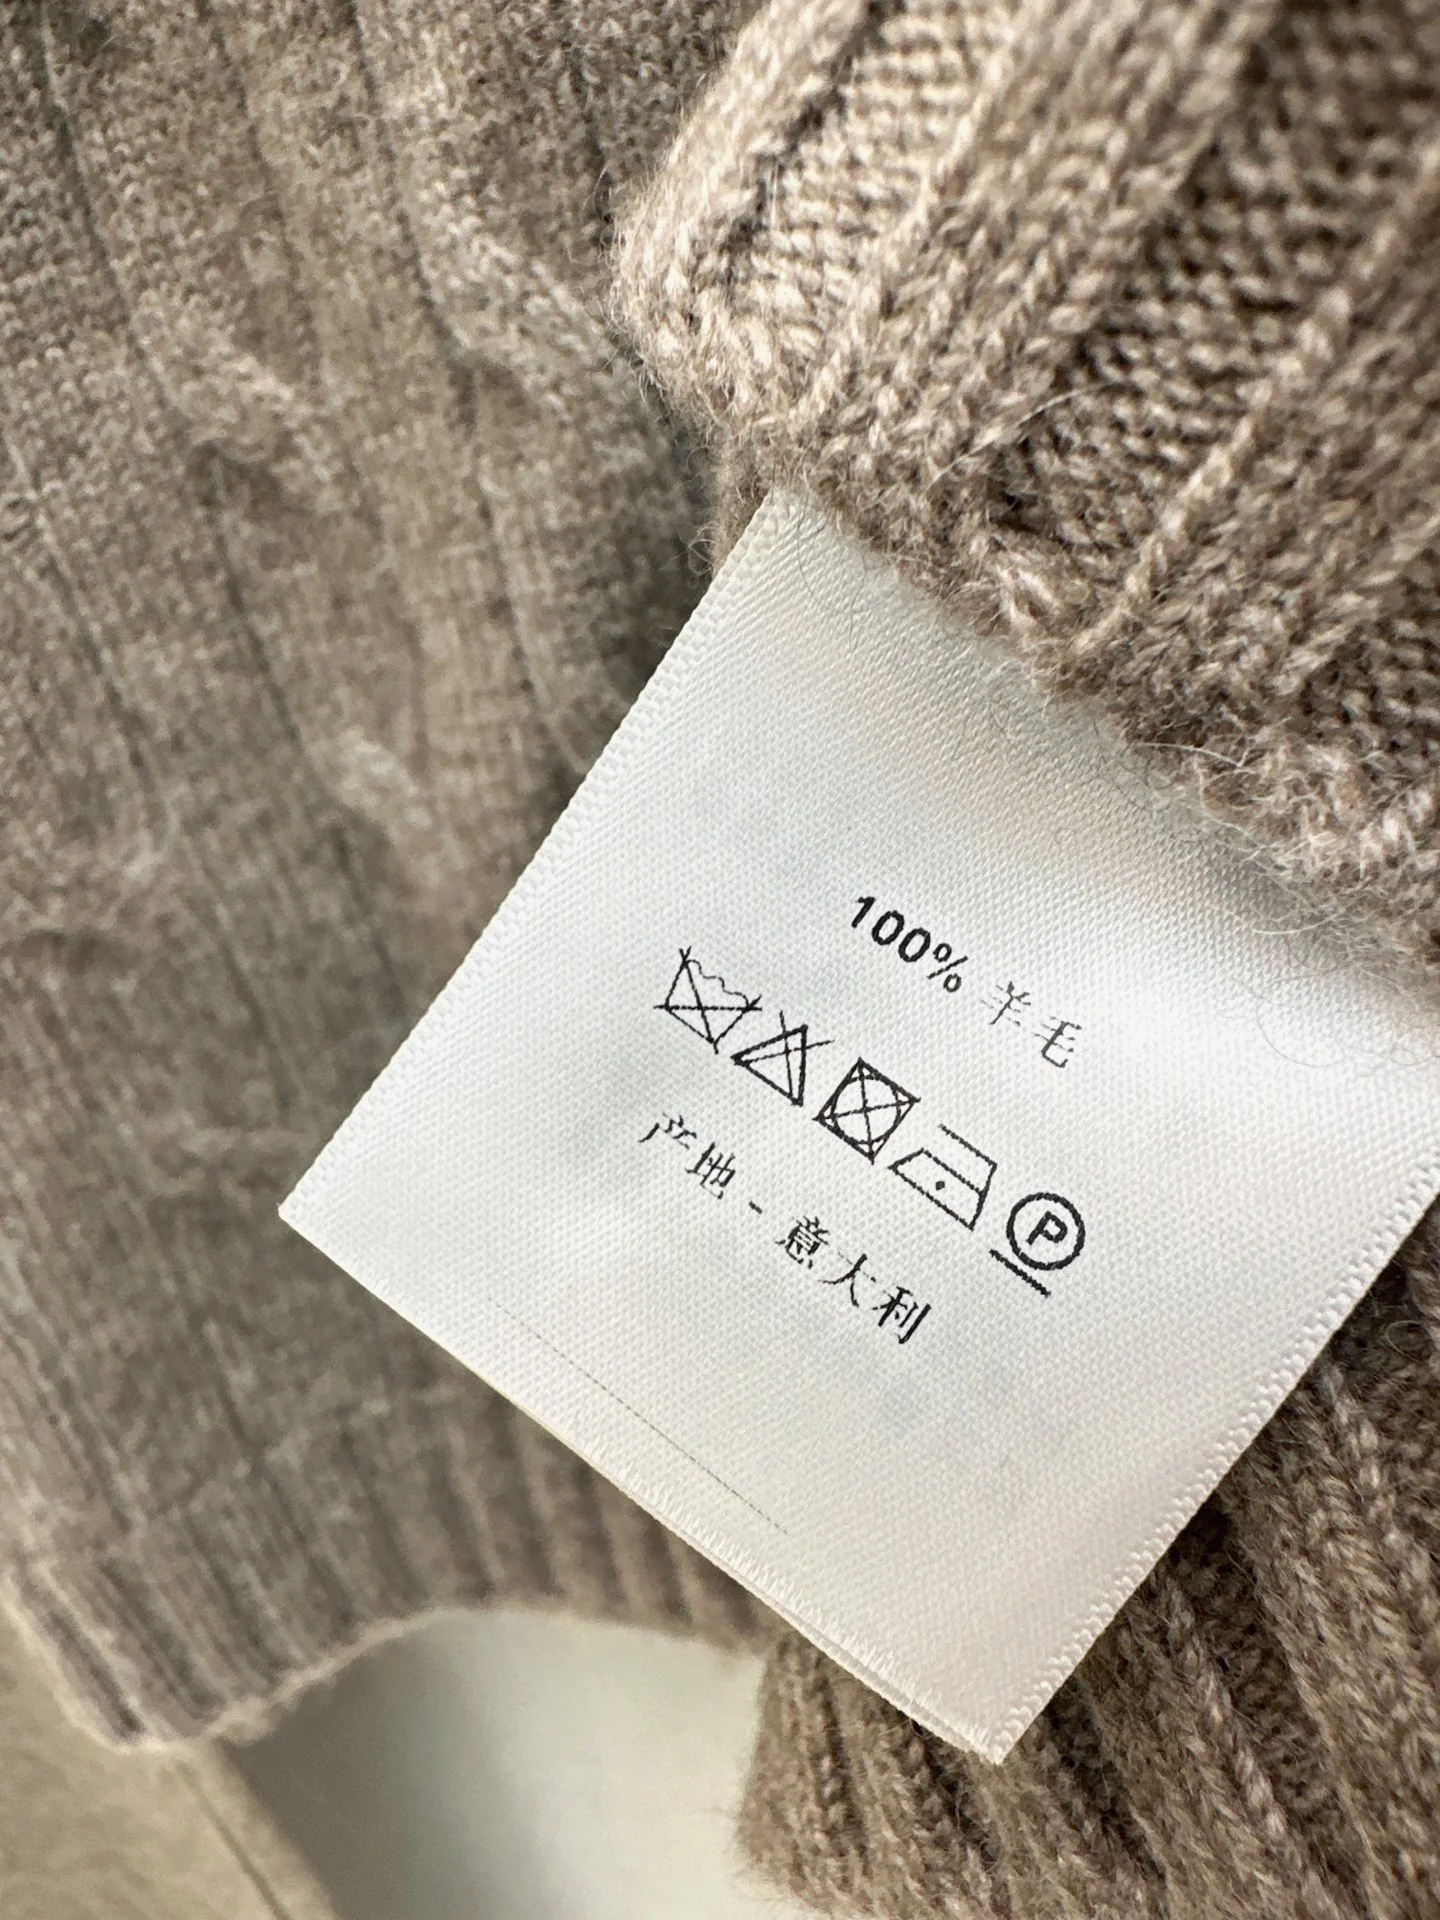 100% 羊毛
P
产地 - 意大利